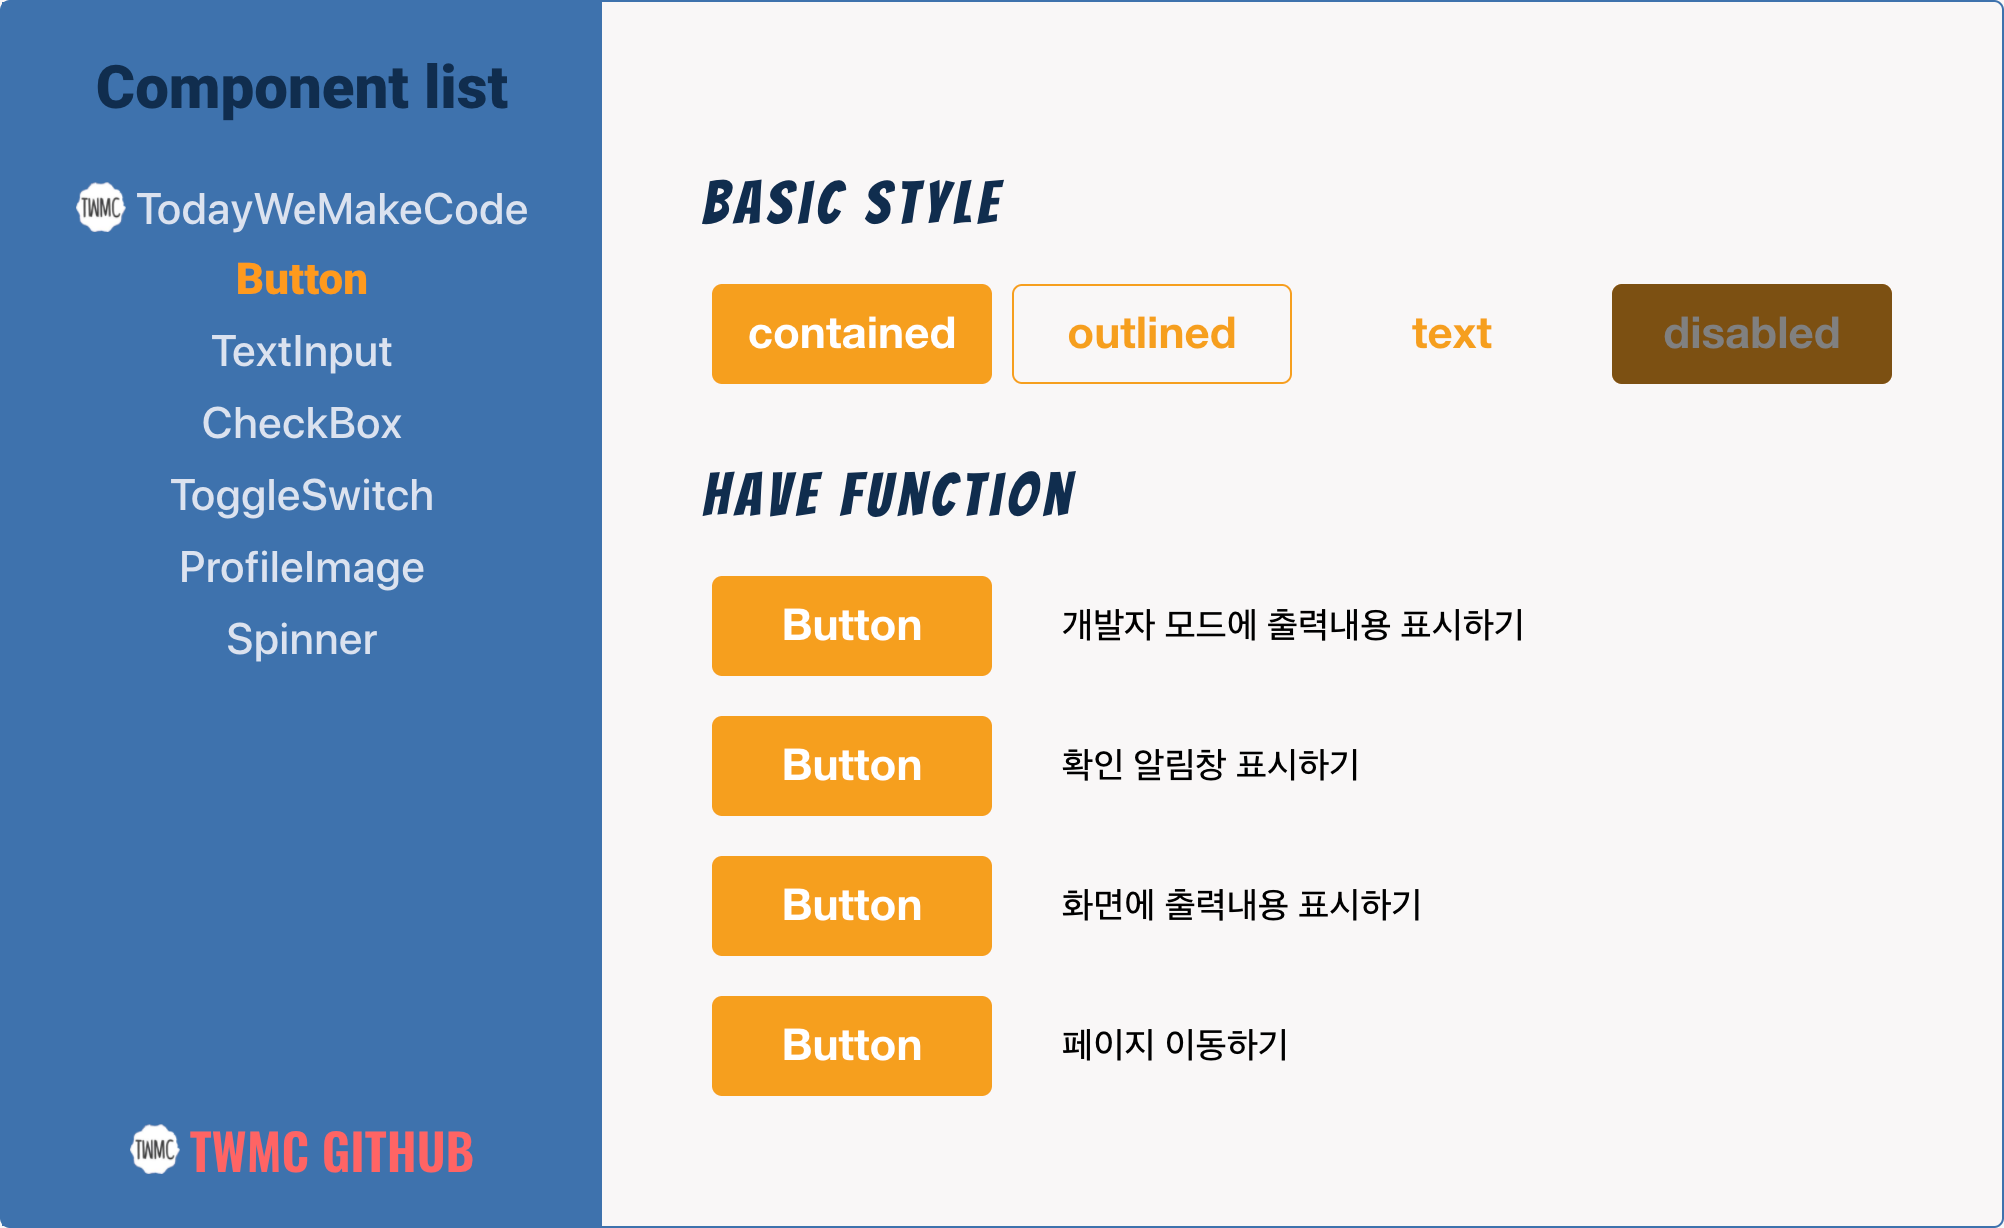 Component list
TWMC TodayWeMakeCode
Button
TextInput
CheckBox
ToggleSwitch
ProfileImage
Spinner
TWMC TWMC GITHUB
BASIC STYLE
contained outlined text disabled
HAVE FUNCTION
Button 개발자 모드에 출력내용 표시하기
Button 확인 알림창 표시하기
Button 화면에 출력내용 표시하기
Button 페이지 이동하기